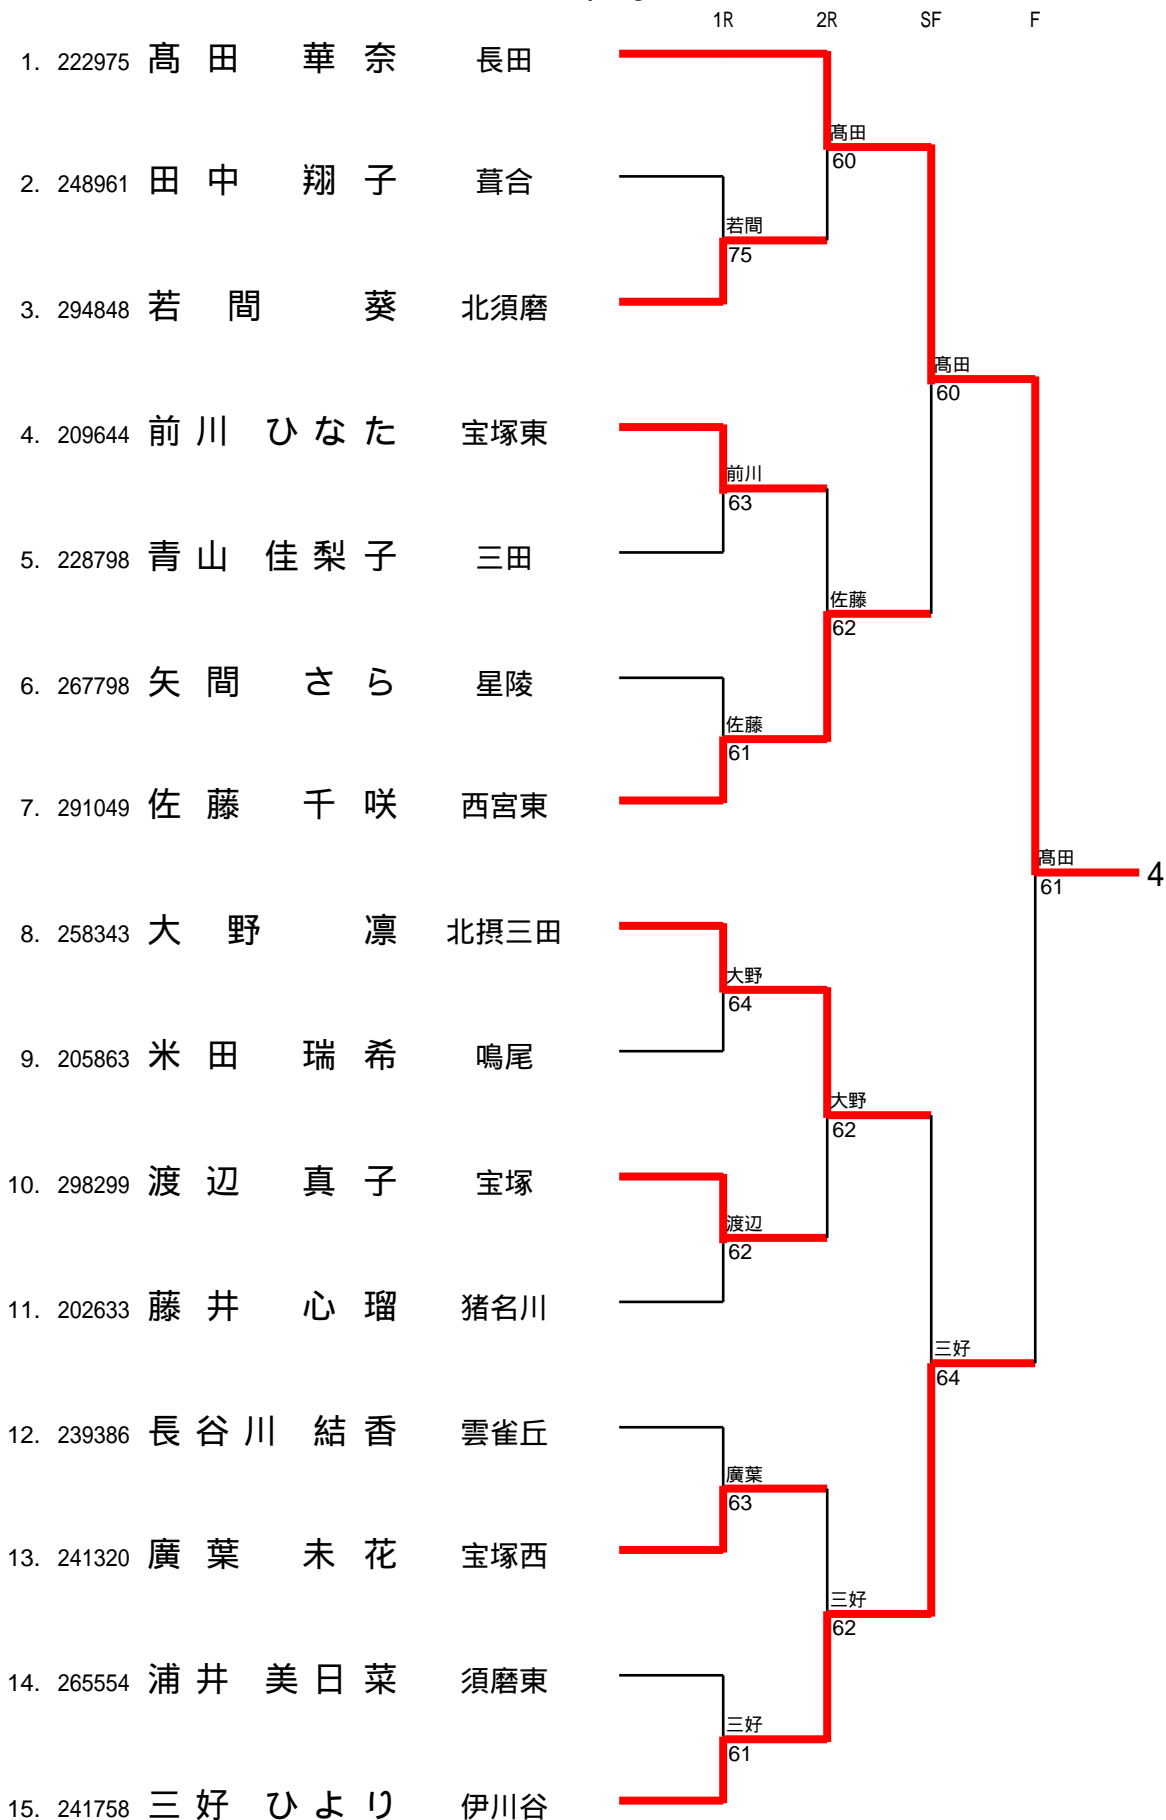 1R 2R SF F
1. 222975 髙田 華奈 長田
髙田
60
2. 248961 田中 翔子 葺合
若間
75
3. 294848 若間 葵 北須磨
髙田
60
4. 209644 前川 ひなた 宝塚東
前川
63
5. 228798 青山 佳梨子 三田
佐藤
62
6. 267798 矢間 さら 星陵
佐藤
61
7. 291049 佐藤 千咲 西宮東
髙田
61
4
8. 258343 大野 凛 北摂三田
大野
64
9. 205863 米田 瑞希 鳴尾
大野
62
10. 298299 渡辺 真子 宝塚
渡辺
62
11. 202633 藤井 心瑠 猪名川
三好
64
12. 239386 長谷川 結香 雲雀丘
廣葉
63
13. 241320 廣葉 未花 宝塚西
三好
62
14. 265554 浦井 美日菜 須磨東
三好
61
15. 241758 三好 ひより 伊川谷